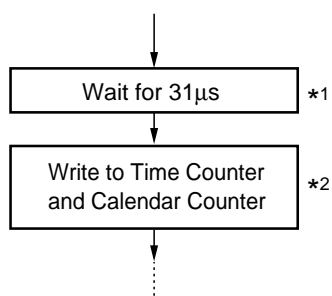 Wait for 31μs
*1
Write to Time Counter
and Calendar Counter
*2